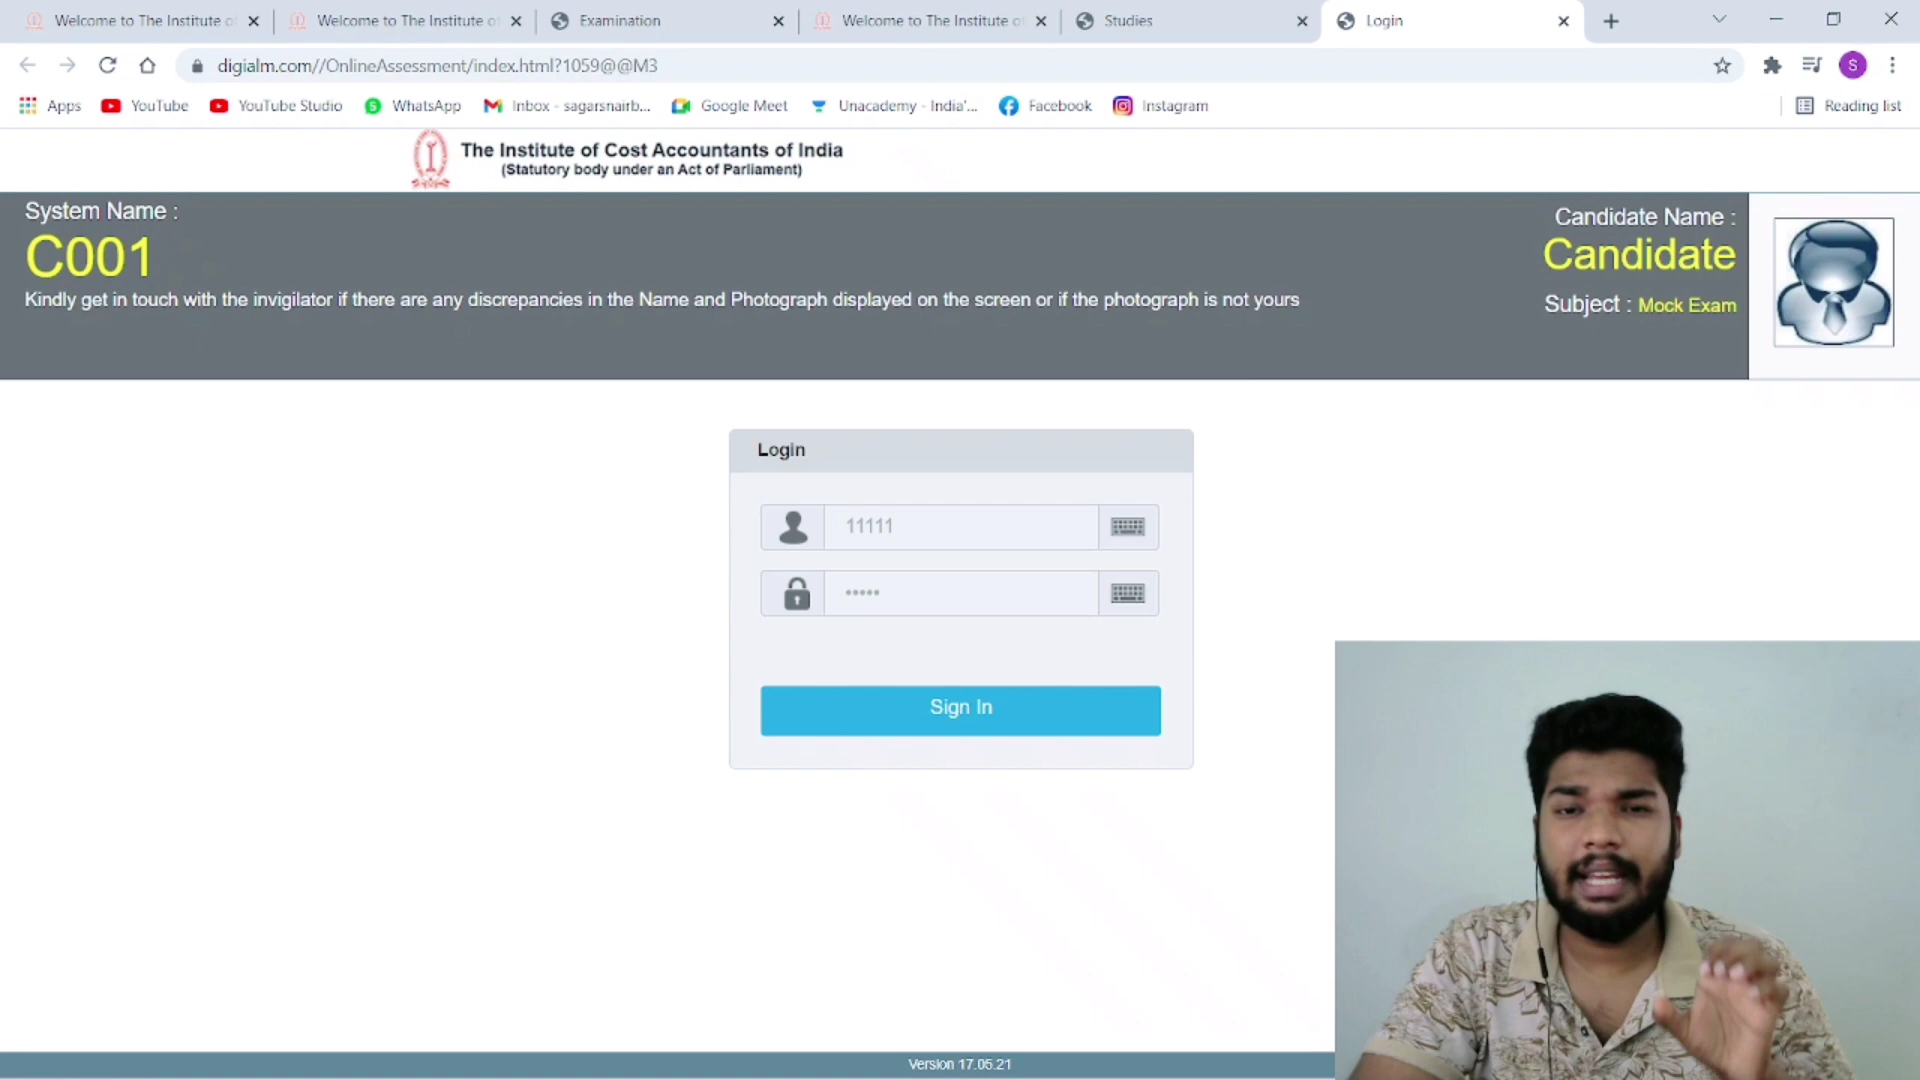 Welcome to The Institute o
Welcome to The Institute of
Examination
Welcome to The Institute of
Studies
Login
digialm.com//OnlineAssessment/index.html?1059@@M3
S
Apps
YouTube
YouTube Studio
WhatsApp
Inbox - sagarsnairb...
Google Meet
Unacademy - India'...
Facebook
Instagram
Reading list
The Institute of Cost Accountants of India
(Statutory body under an Act of Parliament)
System Name :
C001
Kindly get in touch with the invigilator if there are any discrepancies in the Name and Photograph displayed on the screen or if the photograph is not yours
Candidate Name :
Candidate
Subject : Mock Exam
Login
11111
•••••
Sign In
Version 17.05.21